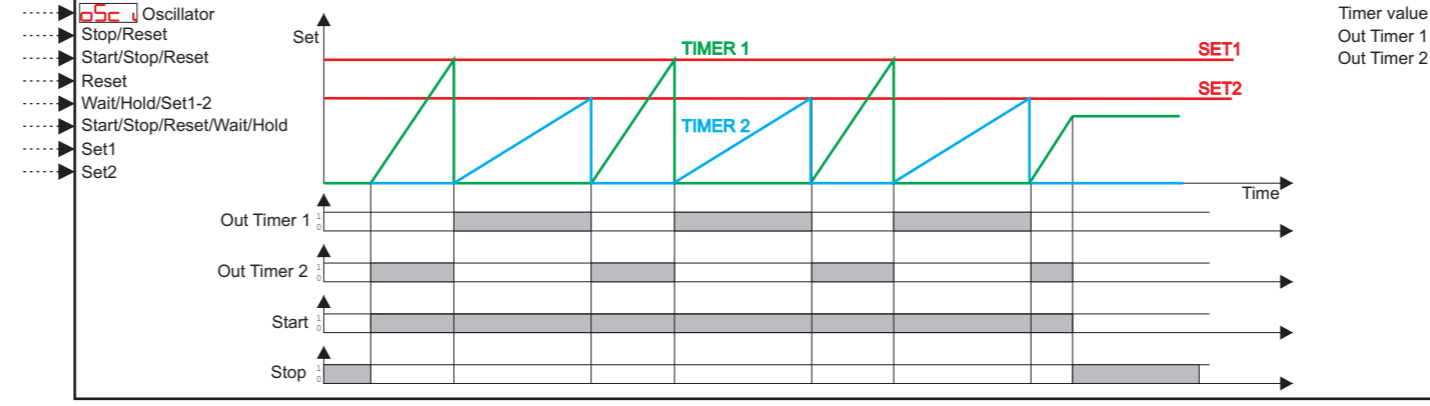 oSc i Oscillator
Stop/Reset
Start/Stop/Reset
Reset
Wait/Hold/Set1-2
Start/Stop/Reset/Wait/Hold
Set1
Set2
Set
TIMER 1
SET1
SET2
TIMER 2
Time
Timer value
Out Timer 1
Out Timer 2
Out Timer 1
1
0
Out Timer 2
1
0
Start
1
0
Stop
1
0